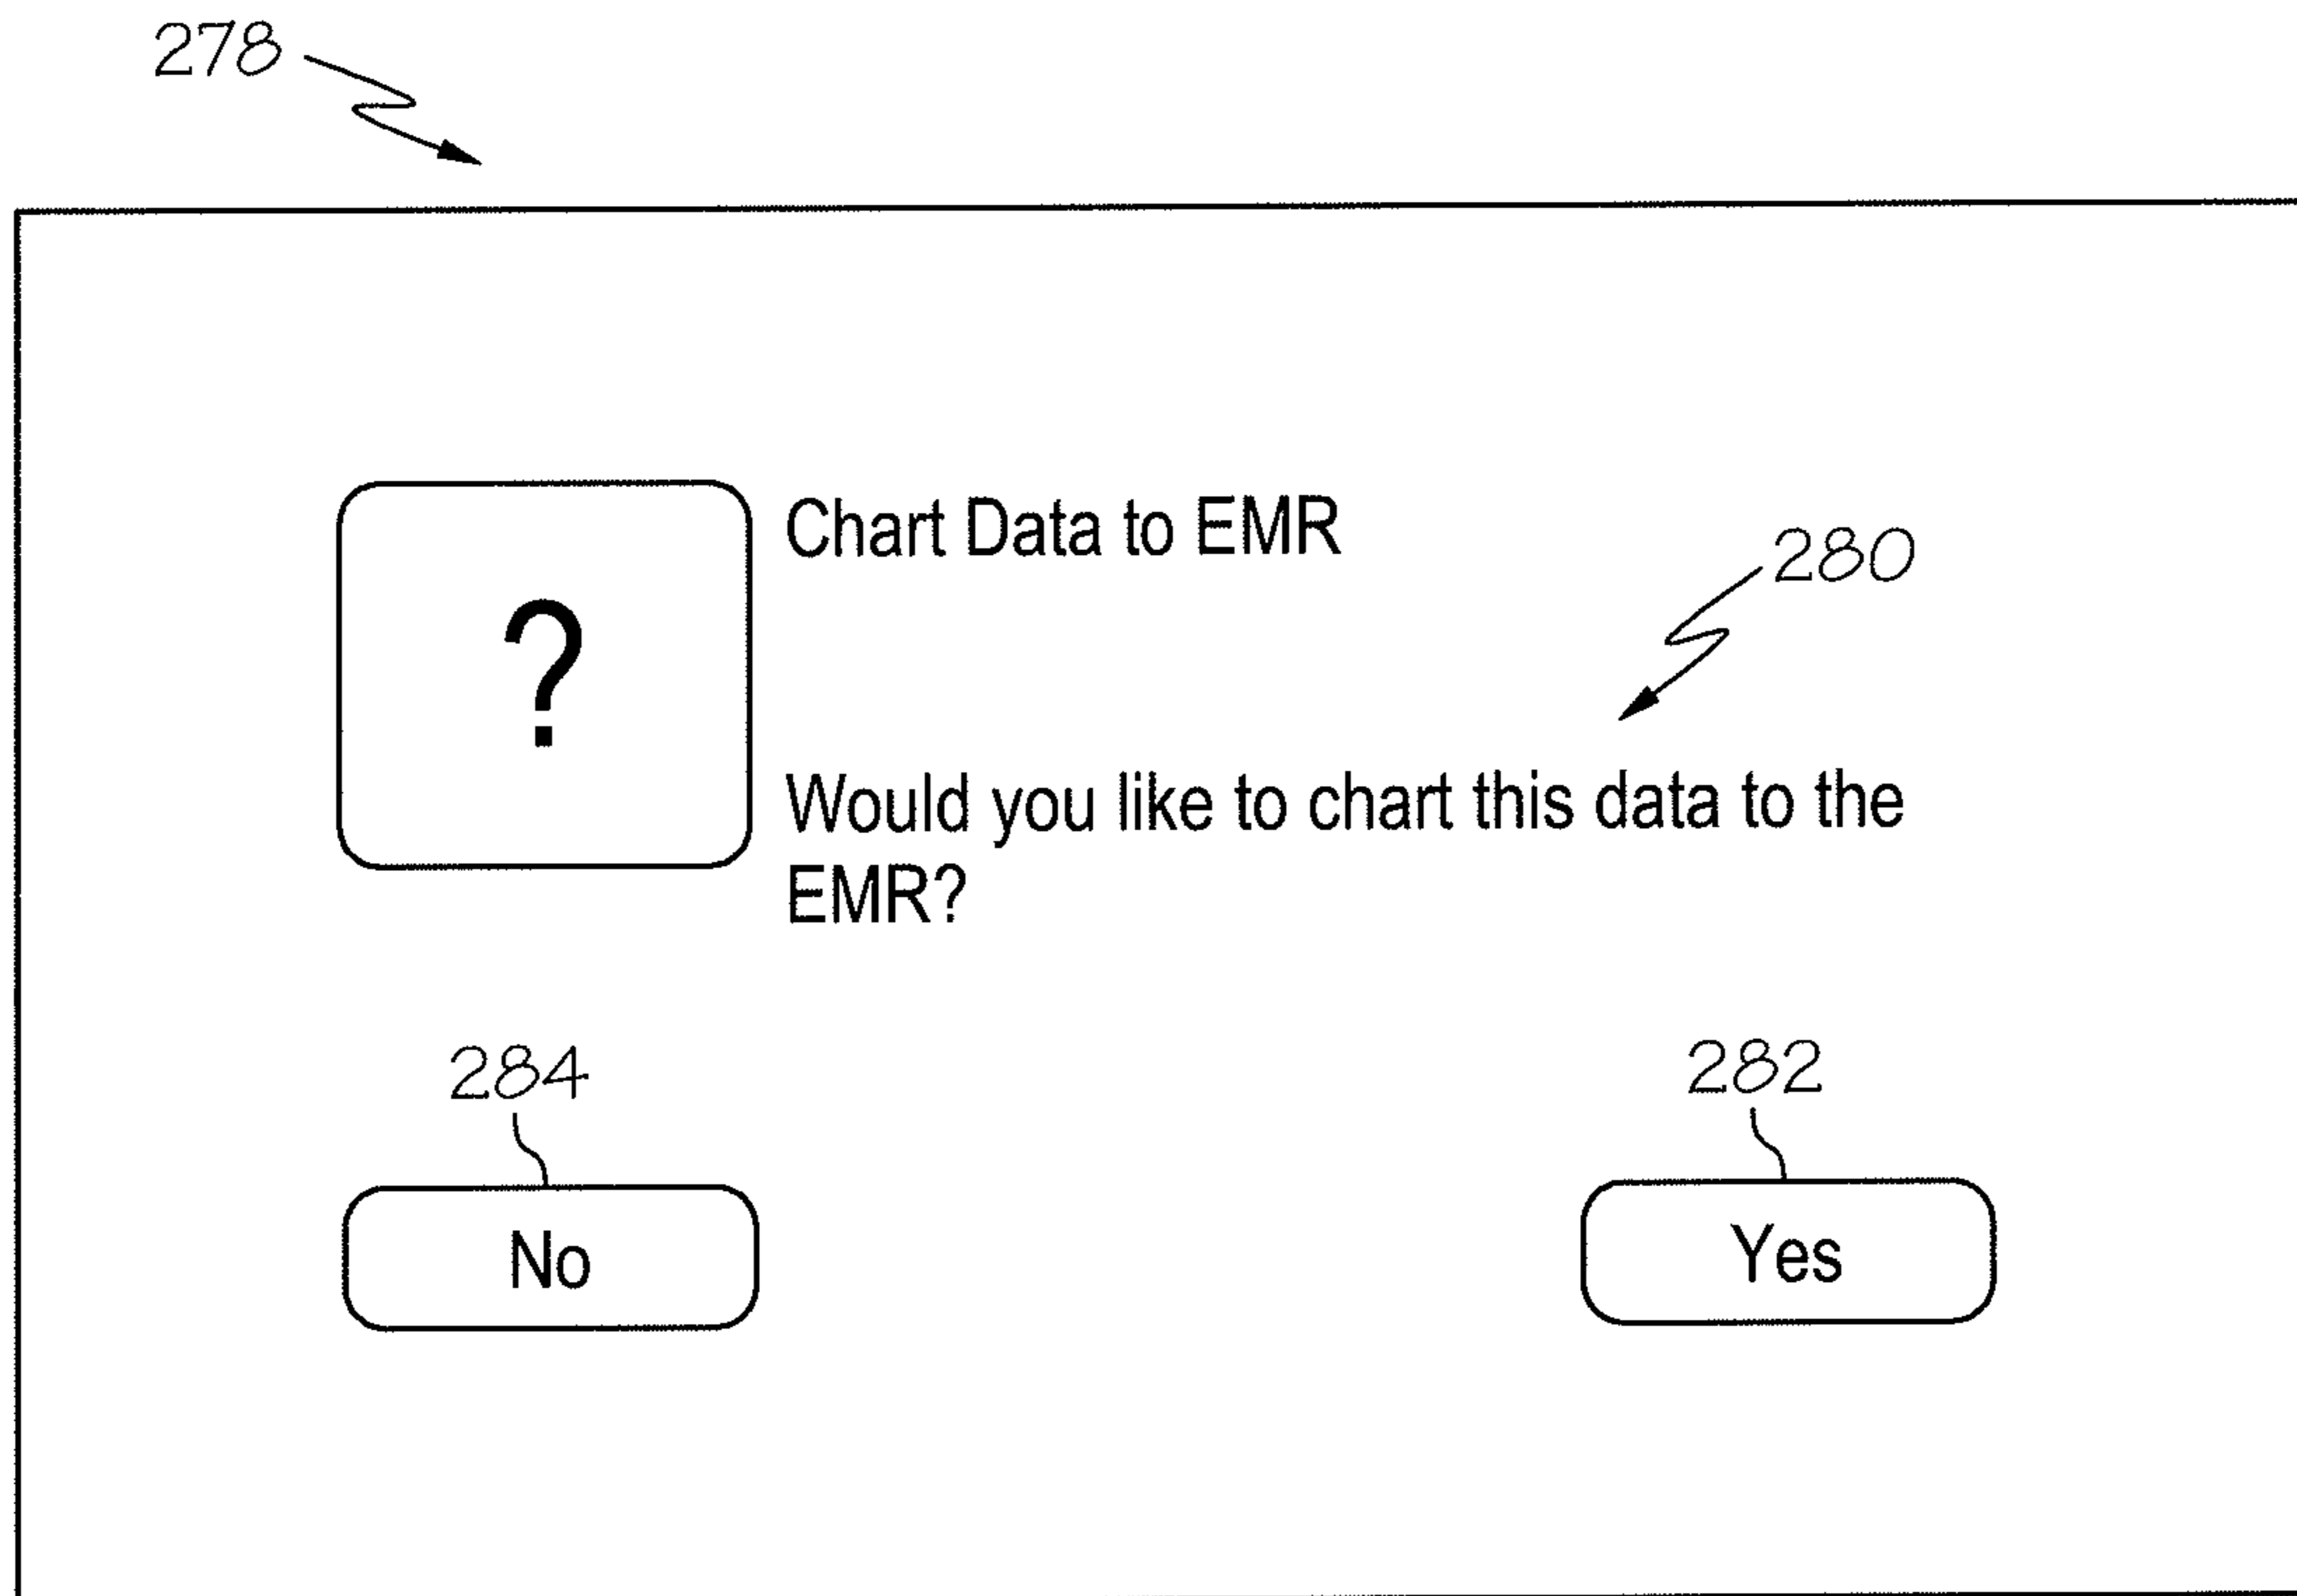 278
Chart Data to EMR
280
?
Would you like to chart this data to the
EMR?
284
282
No
Yes